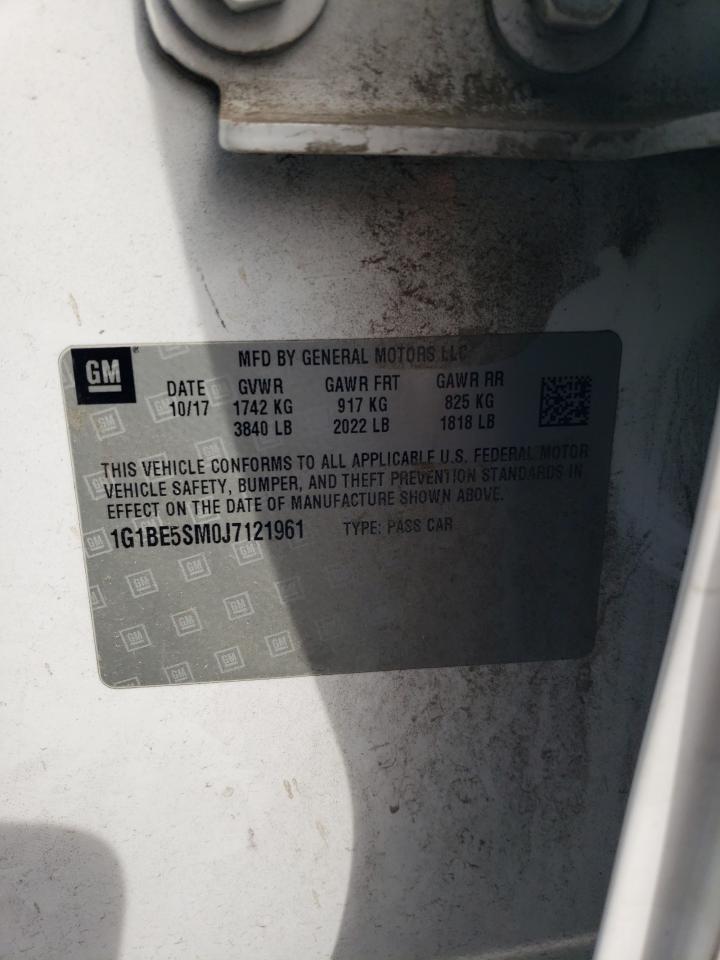 GM
MFD BY GENERAL MOTORS LLC
DATE GVWR GAWR FRT GAWR RR
10/17 1742 KG 917 KG 825 KG
3840 LB 2022 LB 1818 LB
THIS VEHICLE CONFORMS TO ALL APPLICABLE U.S. FEDERAL MOTOR
VEHICLE SAFETY, BUMPER, AND THEFT PREVENTION STANDARDS IN
EFFECT ON THE DATE OF MANUFACTURE SHOWN ABOVE.
1G1BE5SM0J7121961 TYPE: PASS CAR